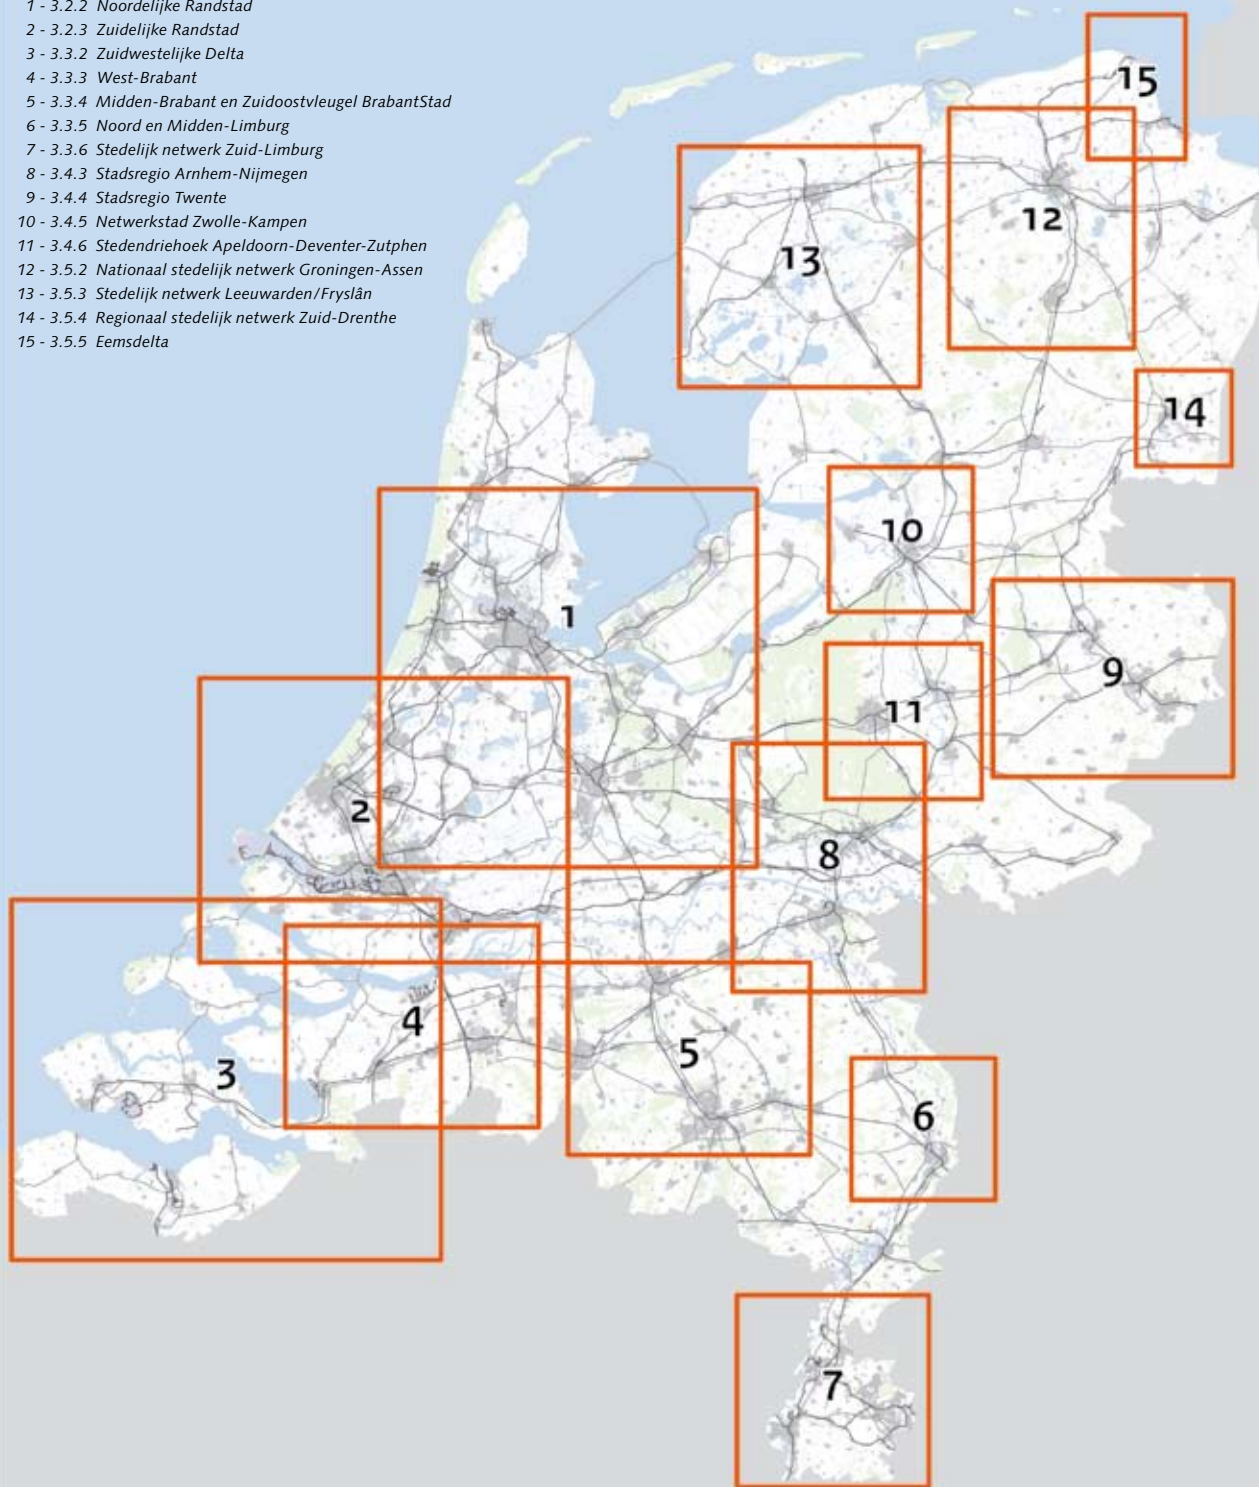 1 - 3.2.2 Noordelijke Randstad
2 - 3.2.3 Zuidelijke Randstad
3 - 3.3.2 Zuidwestelijke Delta
4 - 3.3.3 West-Brabant
5 - 3.3.4 Midden-Brabant en Zuidoostvleugel BrabantStad
6 - 3.3.5 Noord en Midden-Limburg
7 - 3.3.6 Stedelijk netwerk Zuid-Limburg
8 - 3.4.3 Stadsregio Arnhem-Nijmegen
9 - 3.4.4 Stadsregio Twente
10 - 3.4.5 Netwerkstad Zwolle-Kampen
11 - 3.4.6 Stedendriehoek Apeldoorn-Deventer-Zutphen
12 - 3.5.2 Nationaal stedelijk netwerk Groningen-Assen
13 - 3.5.3 Stedelijk netwerk Leeuwarden/Fryslân
14 - 3.5.4 Regionaal stedelijk netwerk Zuid-Drenthe
15 - 3.5.5 Eemsdelta
15
12
13
14
10
1
9
11
2
8
4
5
3
6
7